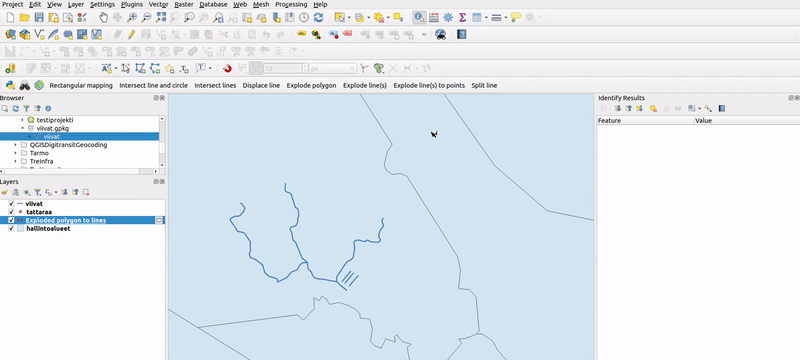 Project Edit View Layer Settings Plugins Vector Raster Database Web Mesh Processing Help
12 px
Rectangular mapping Intersect line and circle Intersect lines Displace line Explode polygon Explode line(s) Explode line(s) to points Split line
Browser
testiprojekti
viivat.gpkg
viivat
QGISDigitransitGeocoding
Tarmo
TreInfra
Layers
viivat
tattaraa
Exploded polygon to lines
hallintoalueet
Identify Results
Feature Value